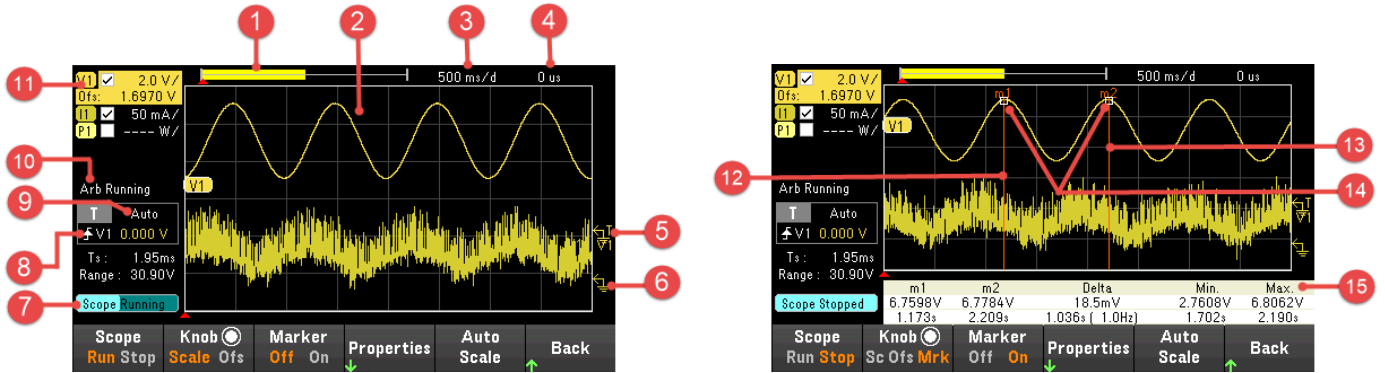 1
2
3
4
11
V1 2.0 V/
Ofs: 1.6970 V
I1 50 mA/
P1 ---- W/
500 ms/d 0 us
10
Arb Running
V1
9
T Auto
8
V1 0.000 V
T
5
Ts : 1.95ms
Range : 30.90V
6
7
Scope Running
Scope
Run Stop
Knob
Scale Ofs
Marker
Off On
Properties
Auto
Scale
Back
V1 2.0 V/
Ofs: 1.6970 V
I1 50 mA/
P1 ---- W/
500 ms/d 0 us
m1 m2
V1
13
12
14
Arb Running
T Auto
V1 0.000 V
T
Ts : 1.95ms
Range : 30.90V
Scope Stopped
m1 m2 Delta Min. Max.
6.7598V 6.7784V 18.5mV 2.7608V 6.8062V
1.173s 2.209s 1.036s ( 1.0Hz) 1.702s 2.190s
15
Scope
Run Stop
Knob
Sc Ofs Mrk
Marker
Off On
Properties
Auto
Scale
Back